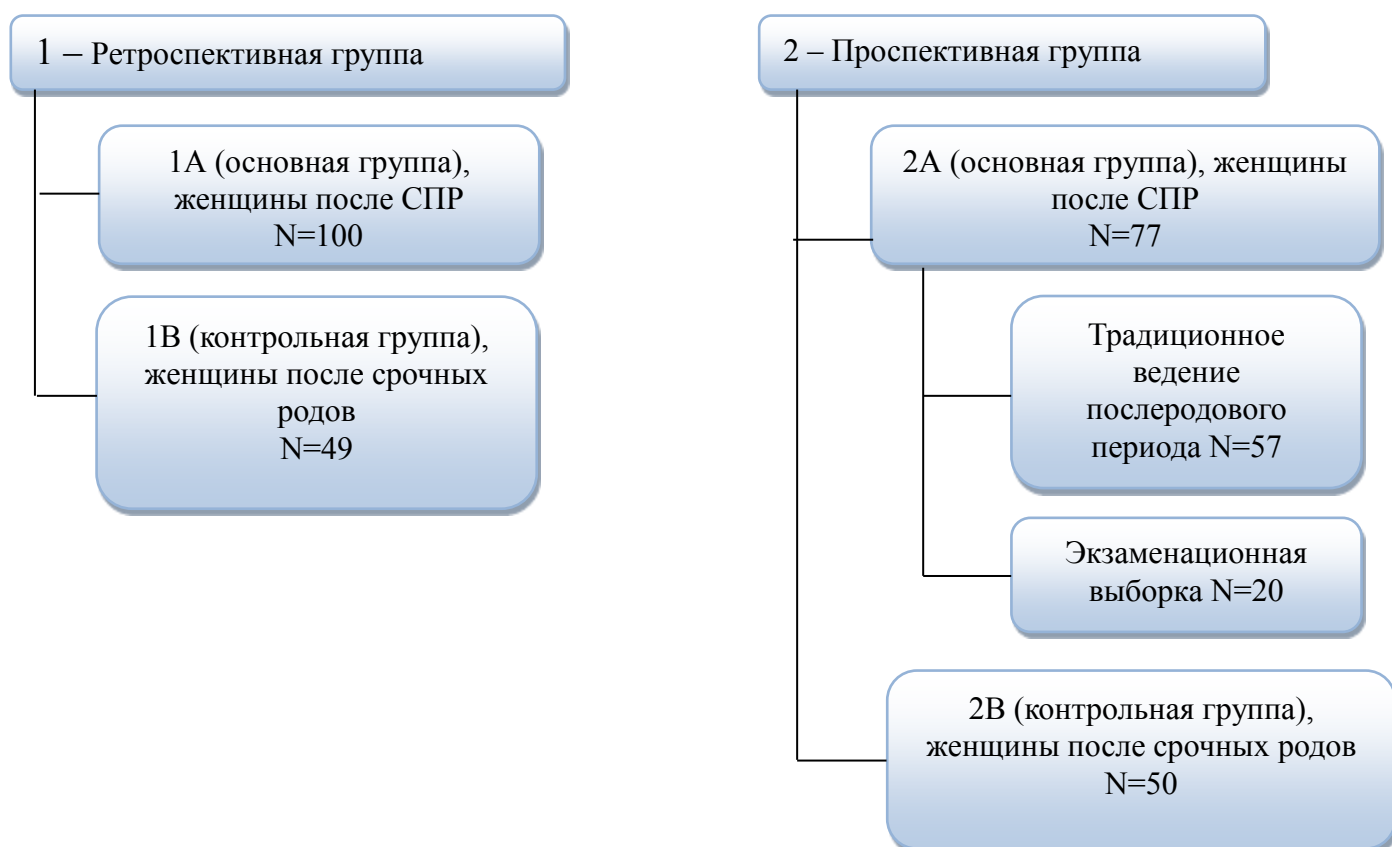 1 – Ретроспективная группа
1А (основная группа),
женщины после СПР
N=100
1В (контрольная группа),
женщины после срочных
родов
N=49
2 – Проспективная группа
2А (основная группа), женщины
после СПР
N=77
Традиционное
ведение
послеродового
периода N=57
Экзаменационная
выборка N=20
2В (контрольная группа),
женщины после срочных родов
N=50